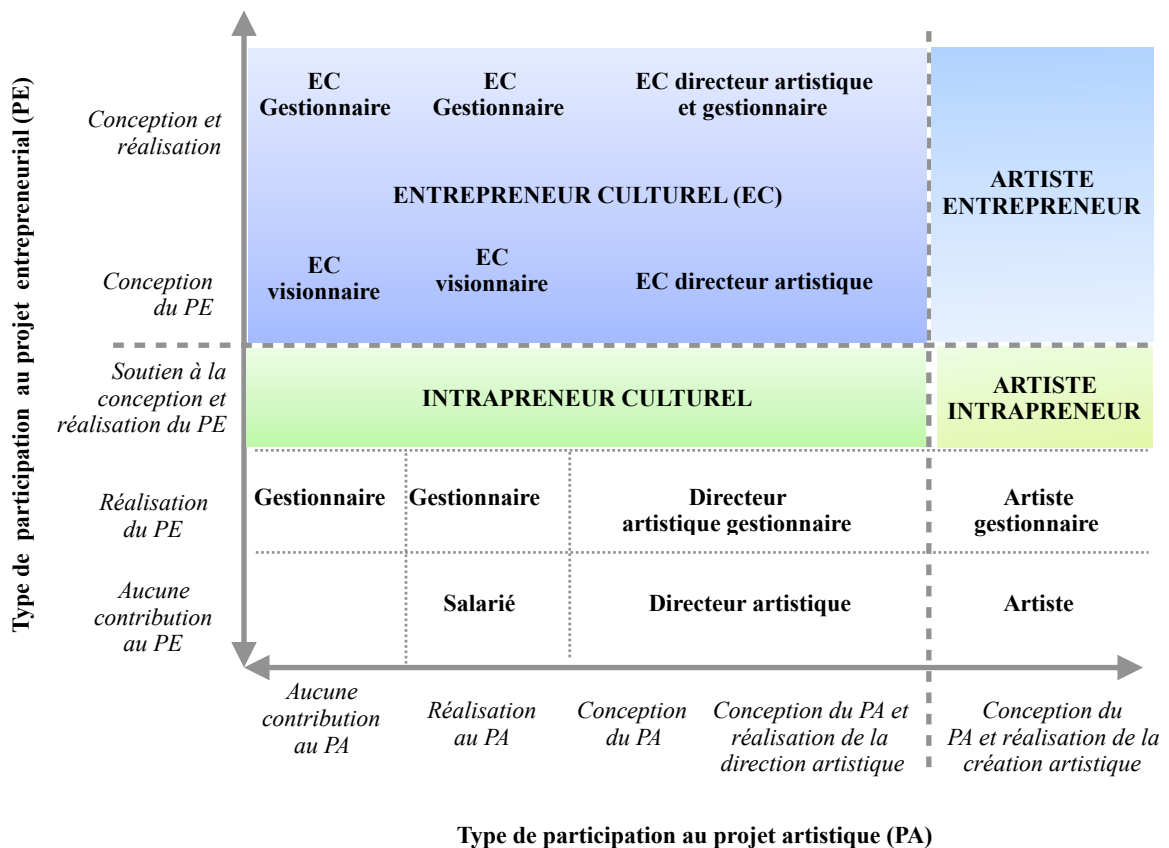 Type de participation au projet entrepreneurial (PE)
Conception et
réalisation
EC
Gestionnaire
EC
Gestionnaire
EC directeur artistique
et gestionnaire
ENTREPRENEUR CULTUREL (EC)
ARTISTE
ENTREPRENEUR
Conception
du PE
EC
visionnaire
EC
visionnaire
EC directeur artistique
Soutien à la
conception et
réalisation du PE
INTRAPRENEUR CULTUREL
ARTISTE
INTRAPRENEUR
Réalisation
du PE
Gestionnaire
Gestionnaire
Directeur
artistique gestionnaire
Artiste
gestionnaire
Aucune
contribution
au PE
Salarié
Directeur artistique
Artiste
Aucune
contribution
au PA
Réalisation
au PA
Conception
du PA
Conception du PA et
réalisation de la
direction artistique
Conception du
PA et réalisation de la
création artistique
Type de participation au projet artistique (PA)